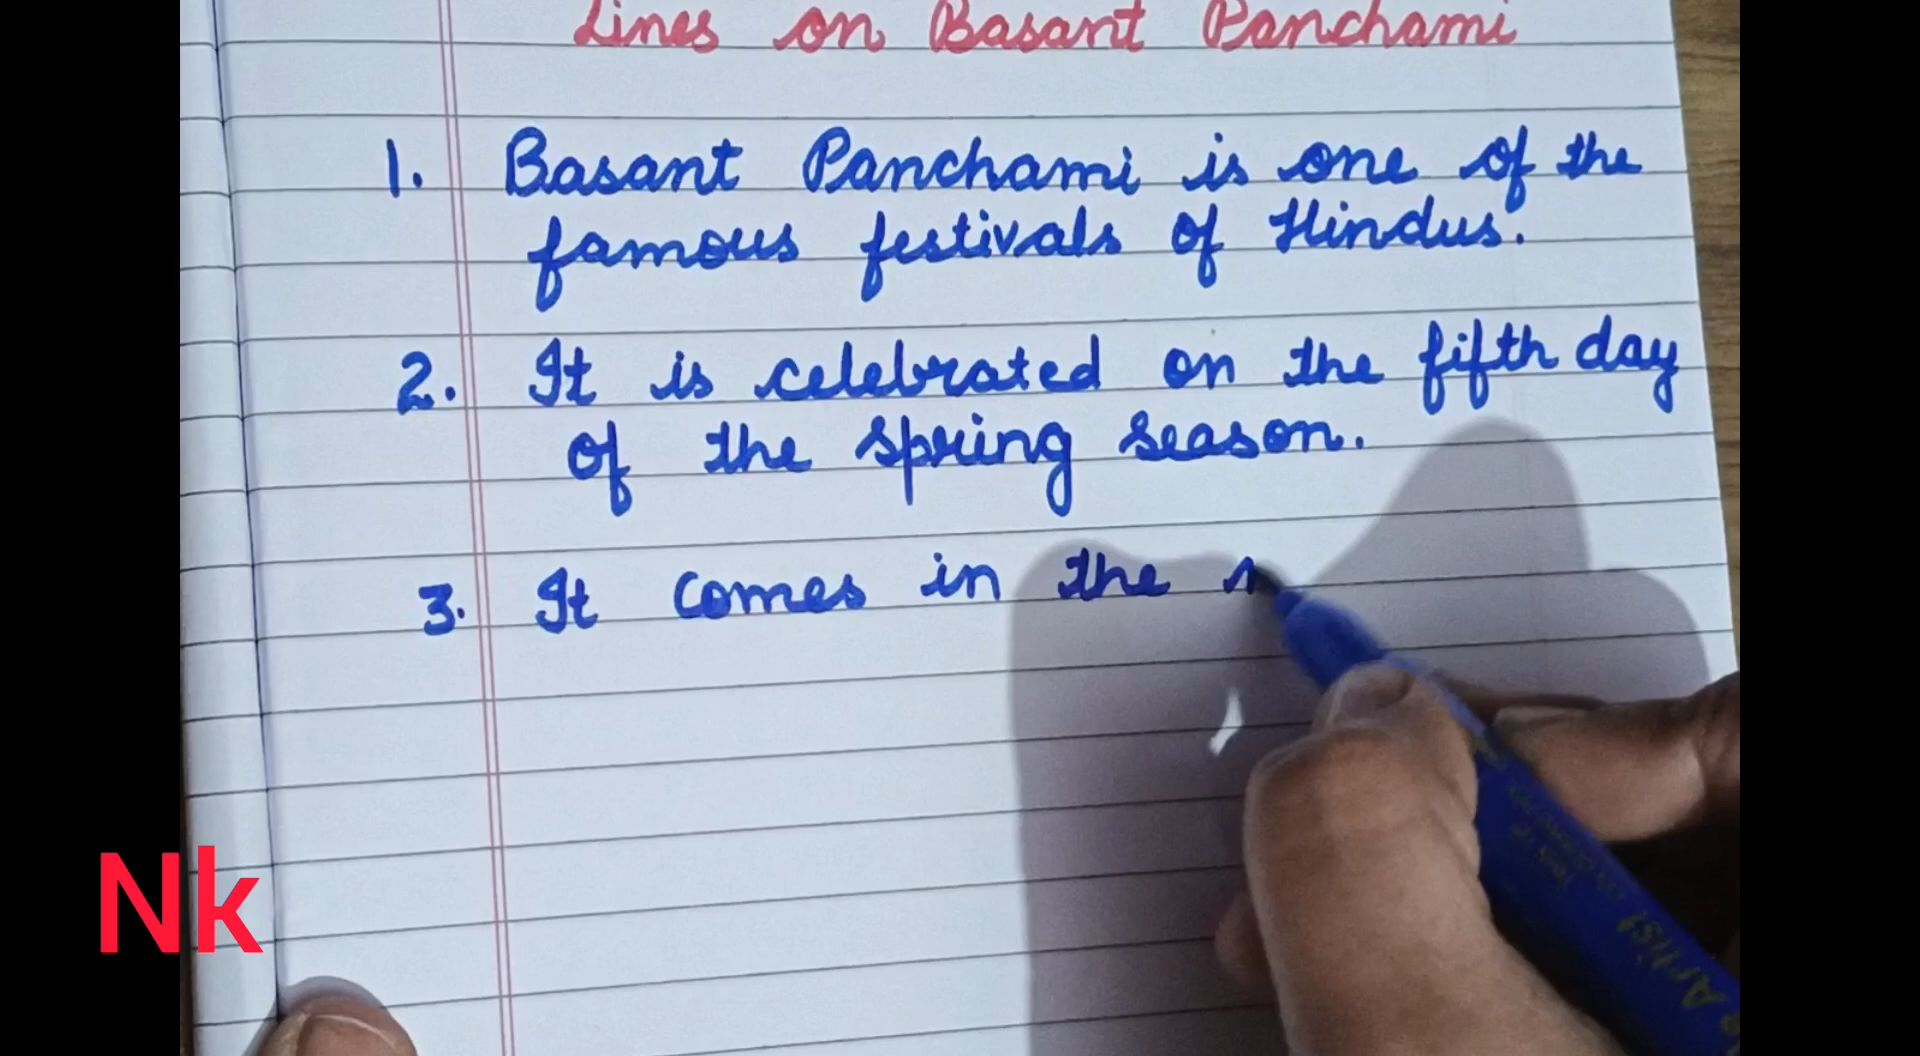 Lines on Basant Panchami
1. Basant Panchami is one of the
famous festivals of Hindus.
2. It is celebrated on the fifth day
of the spring season.
3. It comes in the
Nk
Artist